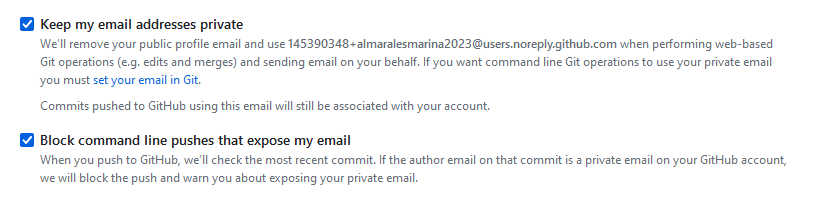 Keep my email addresses private
We'll remove your public profile email and use 145390348+almaralesmarina2023@users.noreply.github.com when performing web-based
Git operations (e.g. edits and merges) and sending email on your behalf. If you want command line Git operations to use your private email
you must set your email in Git.
Commits pushed to GitHub using this email will still be associated with your account.
Block command line pushes that expose my email
When you push to GitHub, we'll check the most recent commit. If the author email on that commit is a private email on your GitHub account,
we will block the push and warn you about exposing your private email.